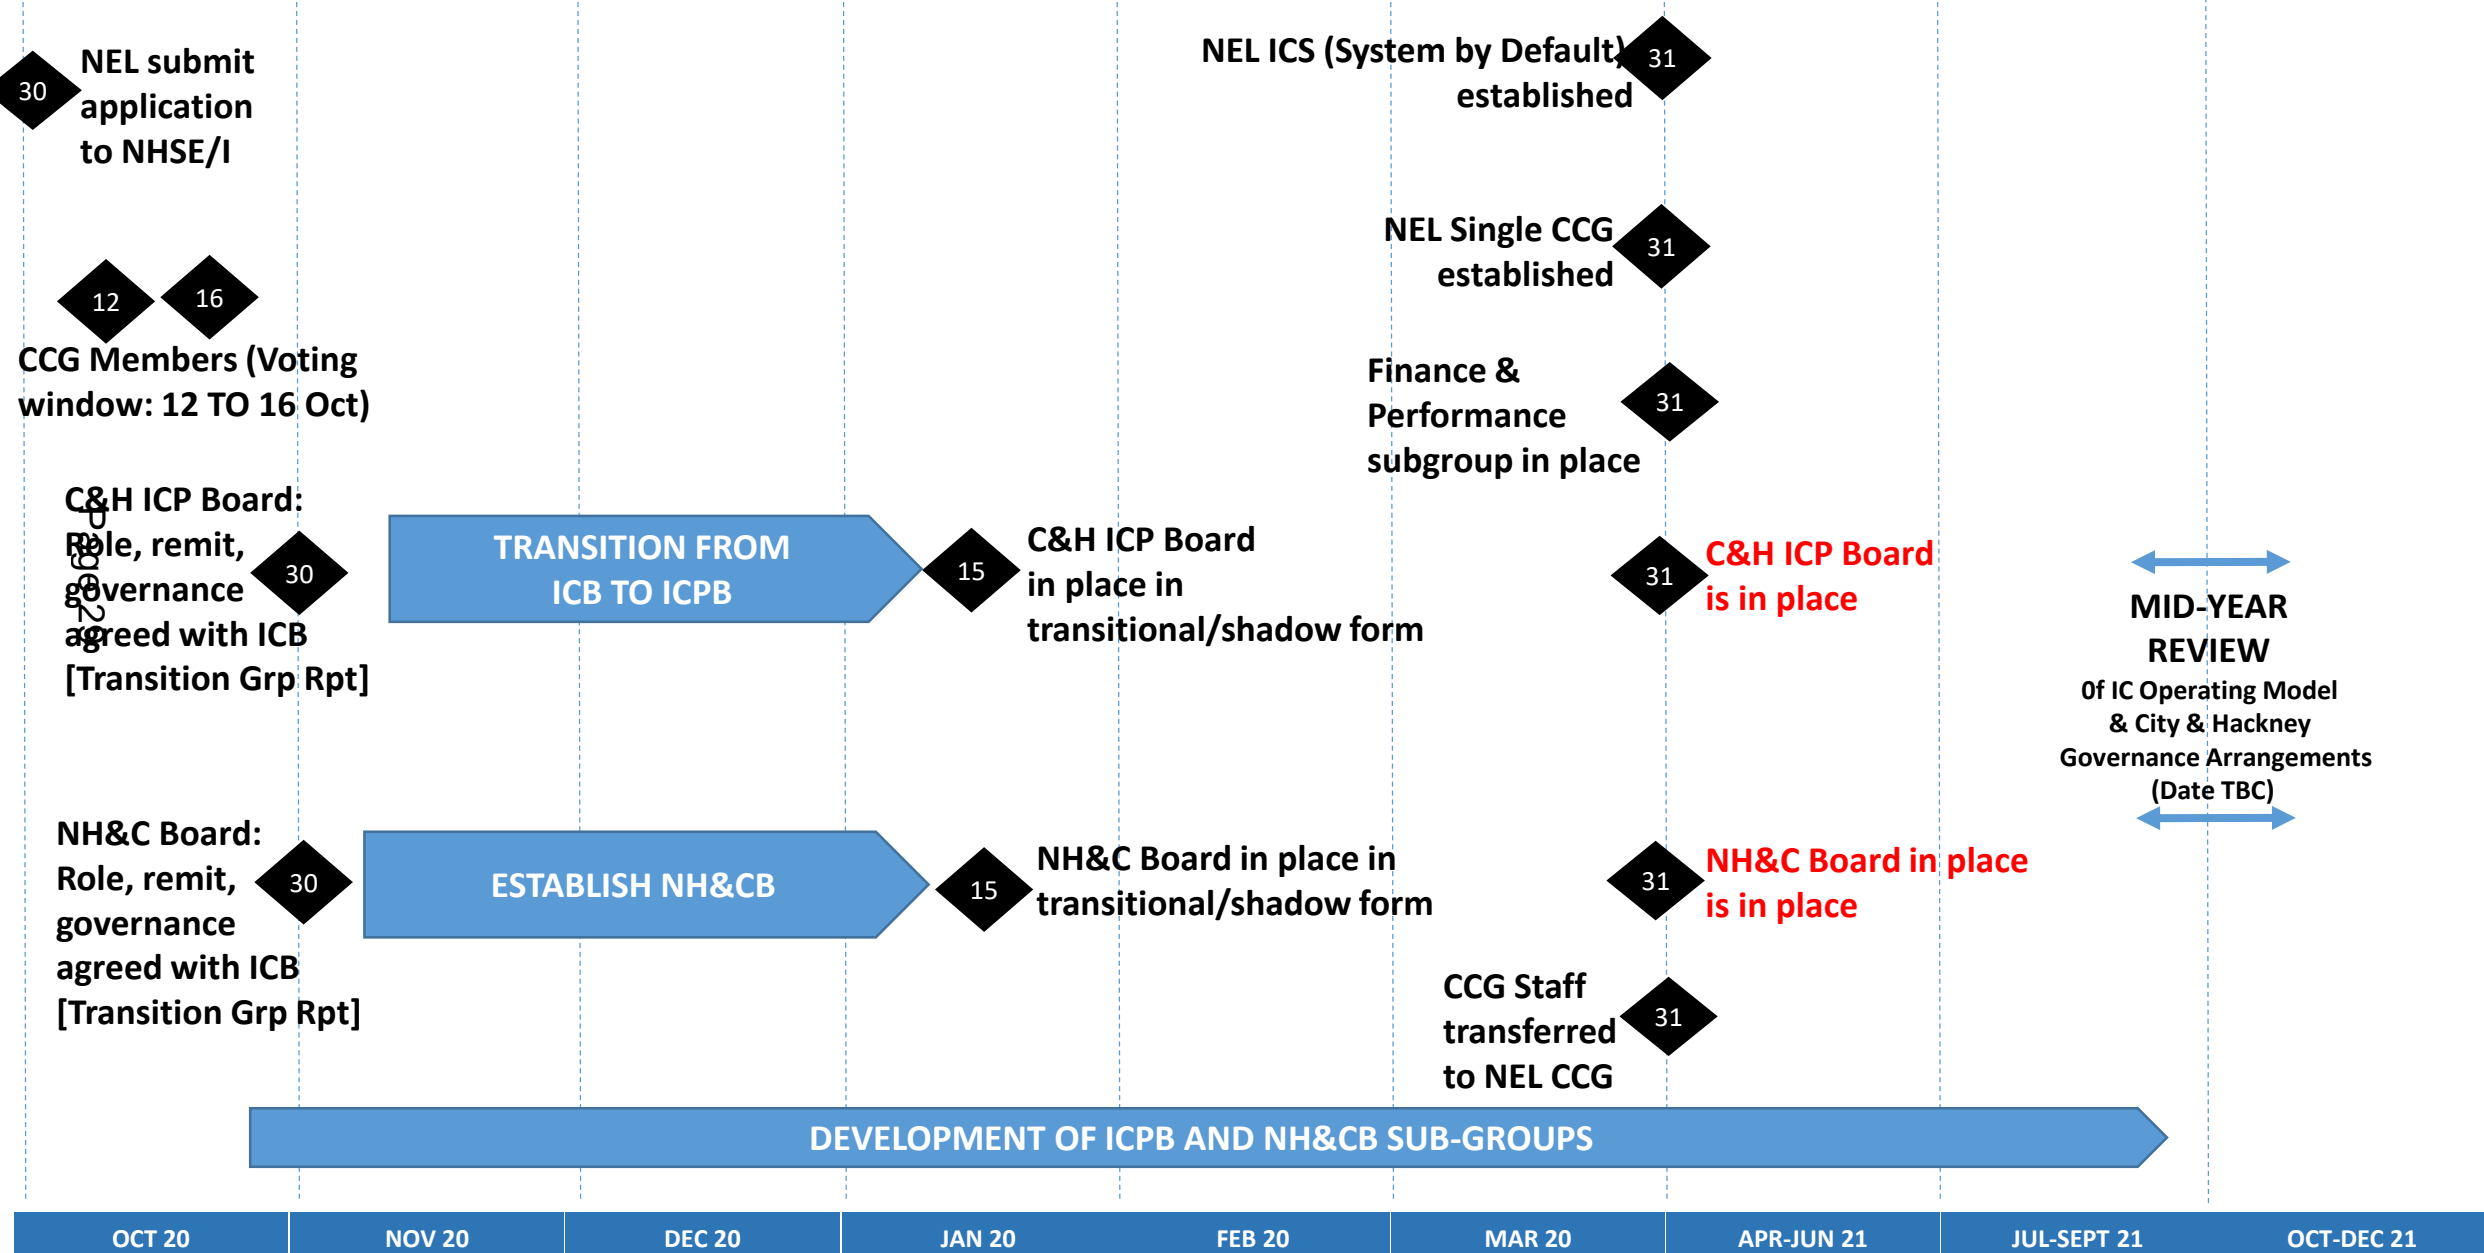 30
NEL submit
application
to NHSE/I
NEL ICS (System by Default)
established
31
NEL Single CCG
established
31
12
16
CCG Members (Voting
window: 12 TO 16 Oct)
Finance &
Performance
subgroup in place
31
Page 29
C&H ICP Board:
Role, remit,
governance
agreed with ICB
[Transition Grp Rpt]
30
TRANSITION FROM
ICB TO ICPB
15
C&H ICP Board
in place in
transitional/shadow form
31
C&H ICP Board
is in place
MID-YEAR
REVIEW
0f IC Operating Model
& City & Hackney
Governance Arrangements
(Date TBC)
NH&C Board:
Role, remit,
governance
agreed with ICB
[Transition Grp Rpt]
30
ESTABLISH NH&CB
15
NH&C Board in place in
transitional/shadow form
31
NH&C Board in place
is in place
CCG Staff
transferred
to NEL CCG
31
DEVELOPMENT OF ICPB AND NH&CB SUB-GROUPS
OCT 20
NOV 20
DEC 20
JAN 20
FEB 20
MAR 20
APR-JUN 21
JUL-SEPT 21
OCT-DEC 21